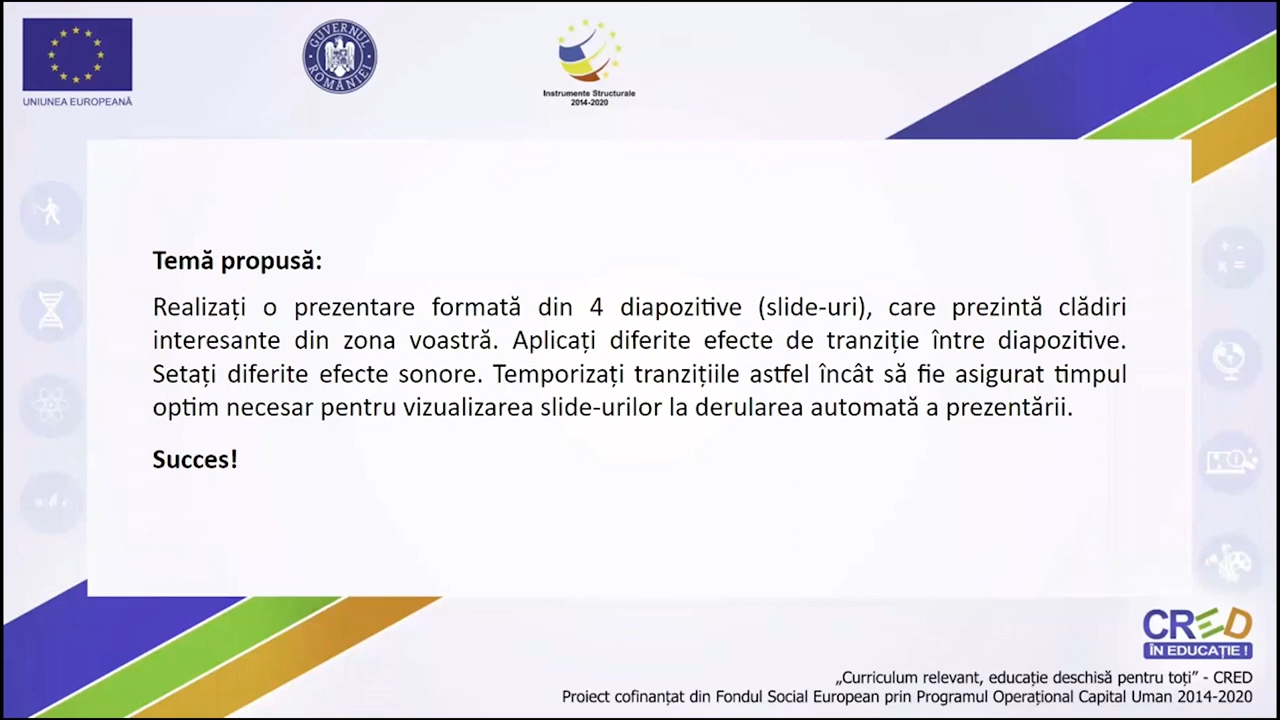 UNIUNEA EUROPEANĂ
GUVERNUL ROMÂNIEI
Instrumente Structurale
2014-2020
Temă propusă:
Realizați o prezentare formată din 4 diapozitive (slide-uri), care prezintă clădiri
interesante din zona voastră. Aplicați diferite efecte de tranziție între diapozitive.
Setați diferite efecte sonore. Temporizați tranzițiile astfel încât să fie asigurat timpul
optim necesar pentru vizualizarea slide-urilor la derularea automată a prezentării.
Succes!
CRED
ÎN EDUCAȚIE !
„Curriculum relevant, educație deschisă pentru toți” - CRED
Proiect cofinanțat din Fondul Social European prin Programul Operațional Capital Uman 2014-2020